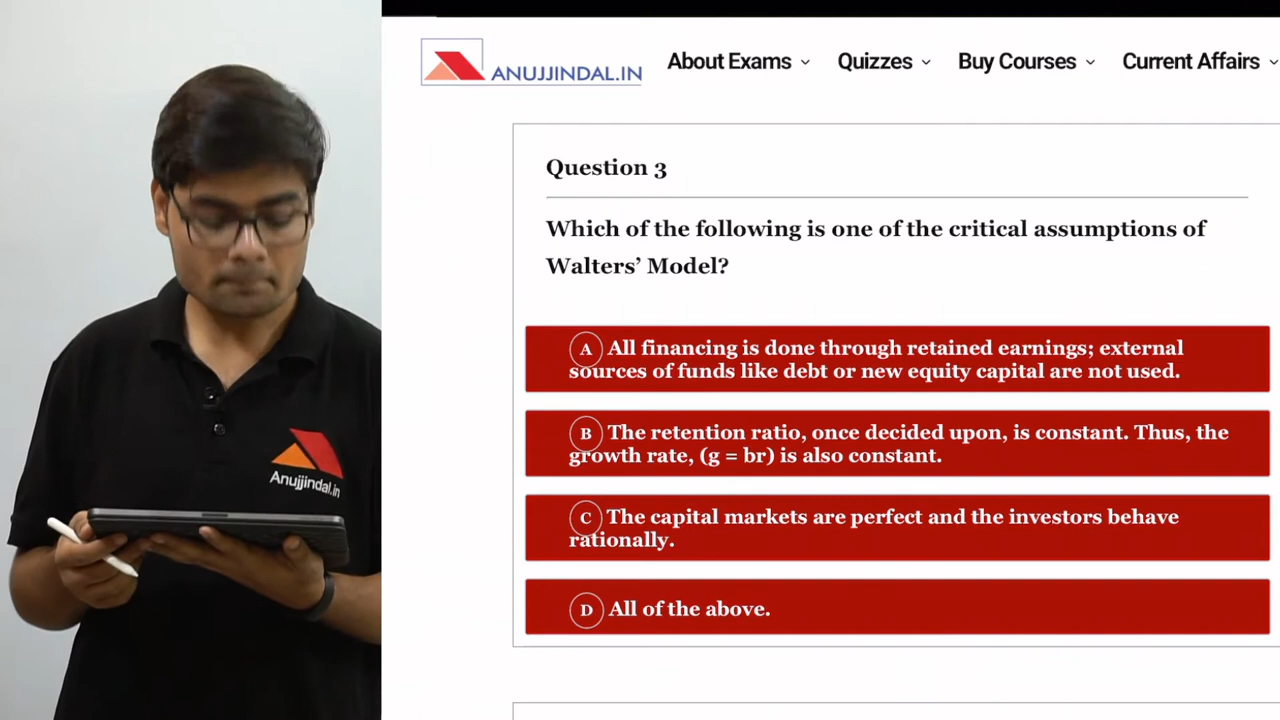 ANUJJINDAL.IN
About Exams
Quizzes
Buy Courses
Current Affairs
Question 3
Which of the following is one of the critical assumptions of
Walters’ Model?
A All financing is done through retained earnings; external
sources of funds like debt or new equity capital are not used.
B The retention ratio, once decided upon, is constant. Thus, the
growth rate, (g = br) is also constant.
C The capital markets are perfect and the investors behave
rationally.
D All of the above.
Anujjindal.in